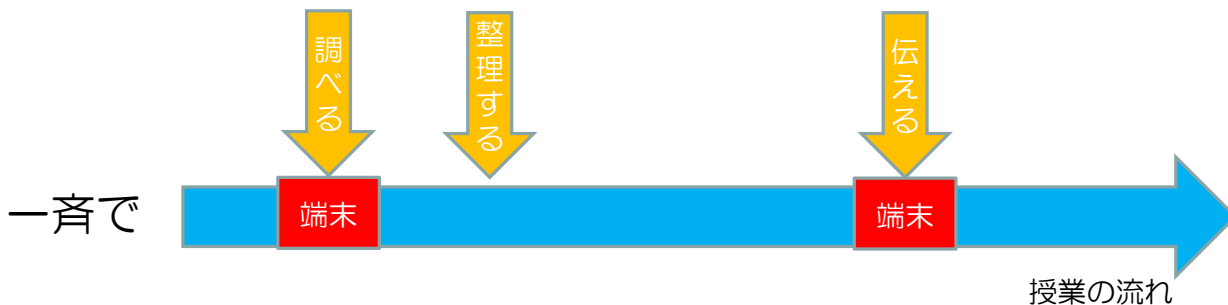 調べる
整理する
伝える
一斉で
端末
端末
授業の流れ